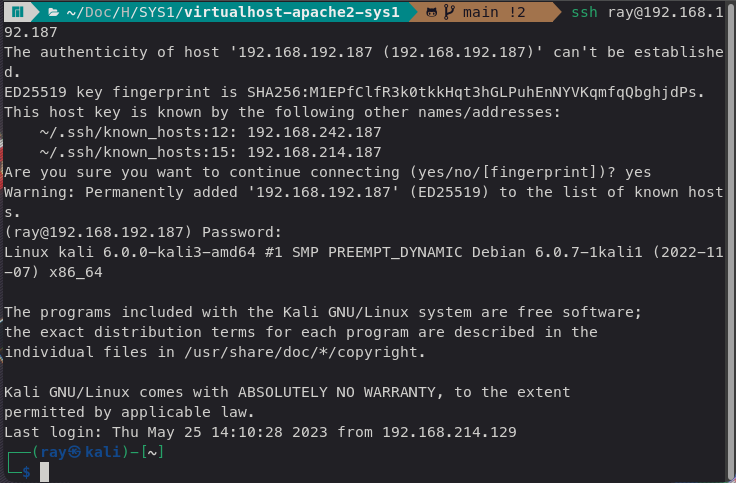 ~/Doc/H/SYS1/virtualhost-apache2-sys1 main !2 ssh ray@192.168.1
92.187
The authenticity of host '192.168.192.187 (192.168.192.187)' can't be establishe
d.
ED25519 key fingerprint is SHA256:M1EPfClfR3k0tkkHqt3hGLPuhEnNYVKqmfqQbghjdPs.
This host key is known by the following other names/addresses:
    ~/.ssh/known_hosts:12: 192.168.242.187
    ~/.ssh/known_hosts:15: 192.168.214.187
Are you sure you want to continue connecting (yes/no/[fingerprint])? yes
Warning: Permanently added '192.168.192.187' (ED25519) to the list of known host
s.
(ray@192.168.192.187) Password:
Linux kali 6.0.0-kali3-amd64 #1 SMP PREEMPT_DYNAMIC Debian 6.0.7-1kali1 (2022-11
-07) x86_64
The programs included with the Kali GNU/Linux system are free software;
the exact distribution terms for each program are described in the
individual files in /usr/share/doc/*/copyright.
Kali GNU/Linux comes with ABSOLUTELY NO WARRANTY, to the extent
permitted by applicable law.
Last login: Thu May 25 14:10:28 2023 from 192.168.214.129
┌──(ray㉿kali)-[~]
└─$